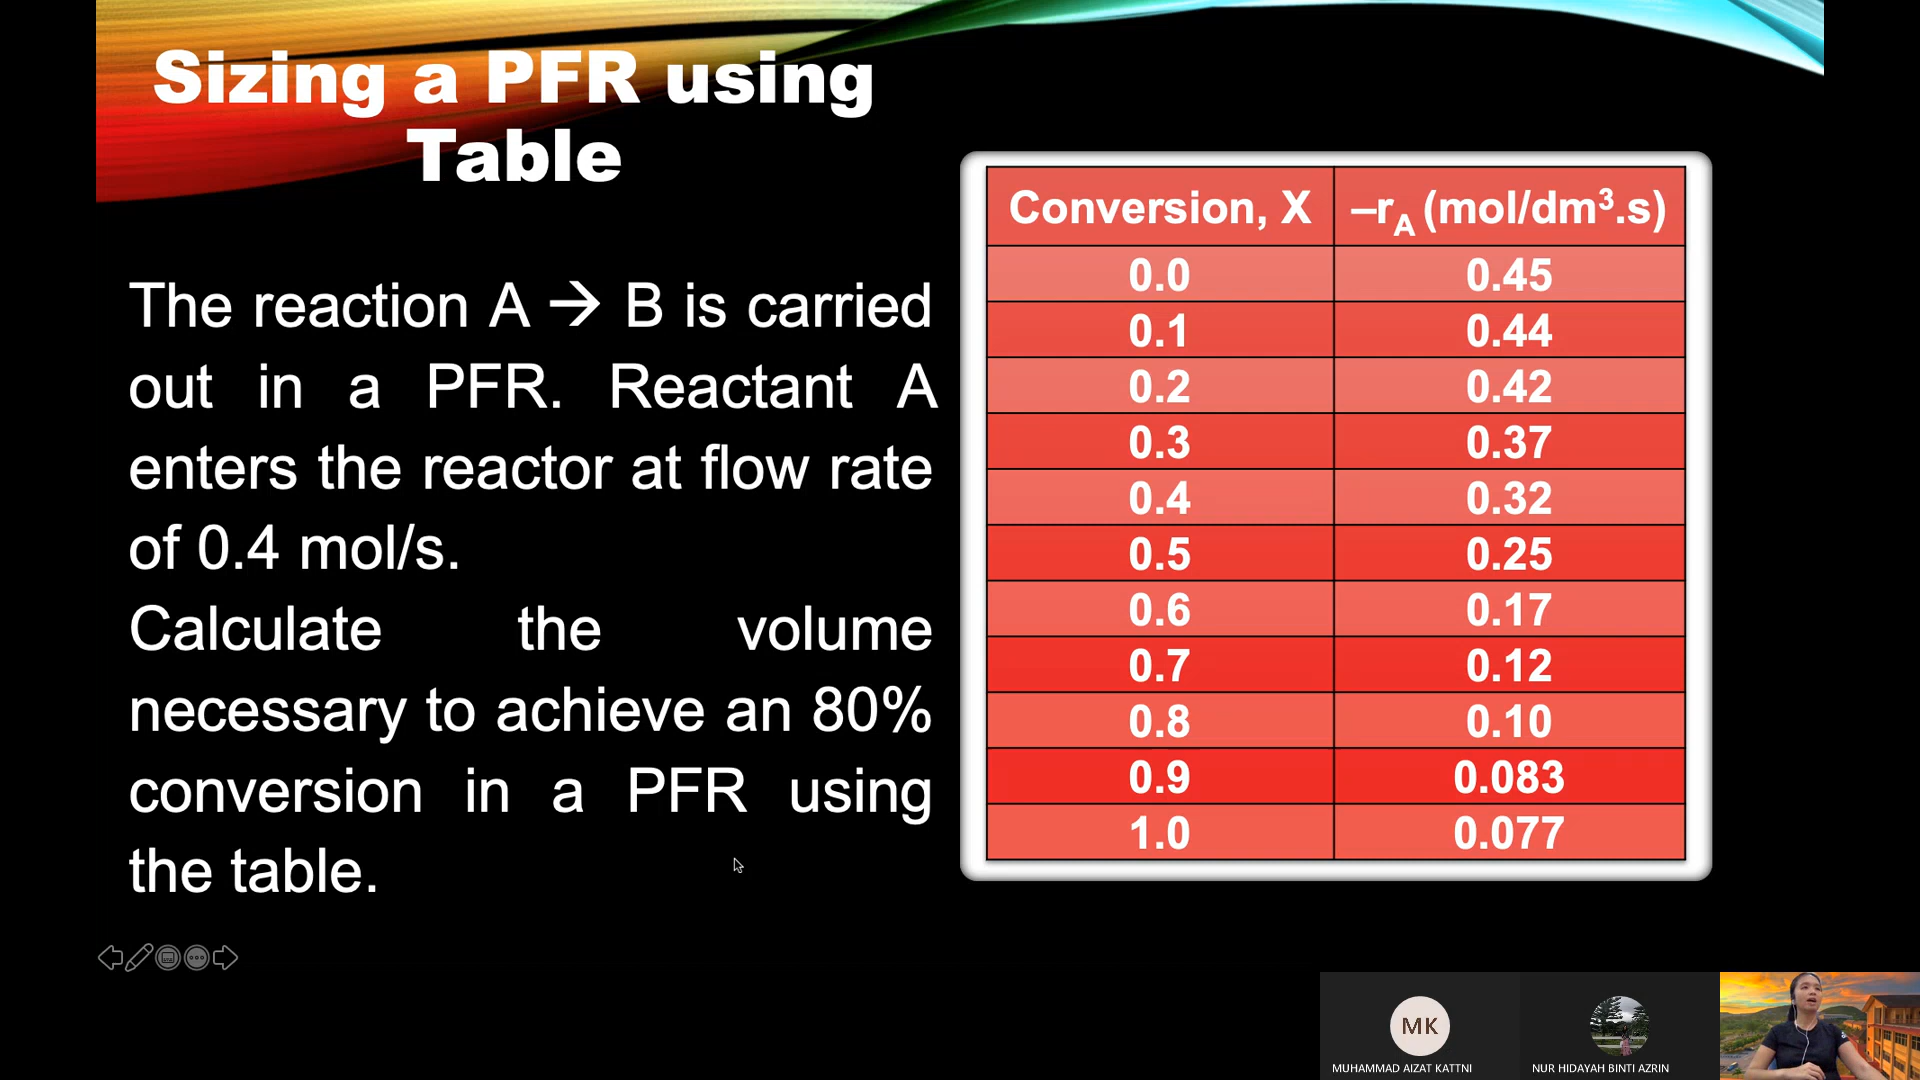 Sizing a PFR using
Table
The reaction A → B is carried
out in a PFR. Reactant A
enters the reactor at flow rate
of 0.4 mol/s.
Calculate the volume
necessary to achieve an 80%
conversion in a PFR using
the table.
Conversion, X –rA (mol/dm³.s)
0.0 0.45
0.1 0.44
0.2 0.42
0.3 0.37
0.4 0.32
0.5 0.25
0.6 0.17
0.7 0.12
0.8 0.10
0.9 0.083
1.0 0.077
MK
MUHAMMAD AIZAT KATTNI
NUR HIDAYAH BINTI AZRIN